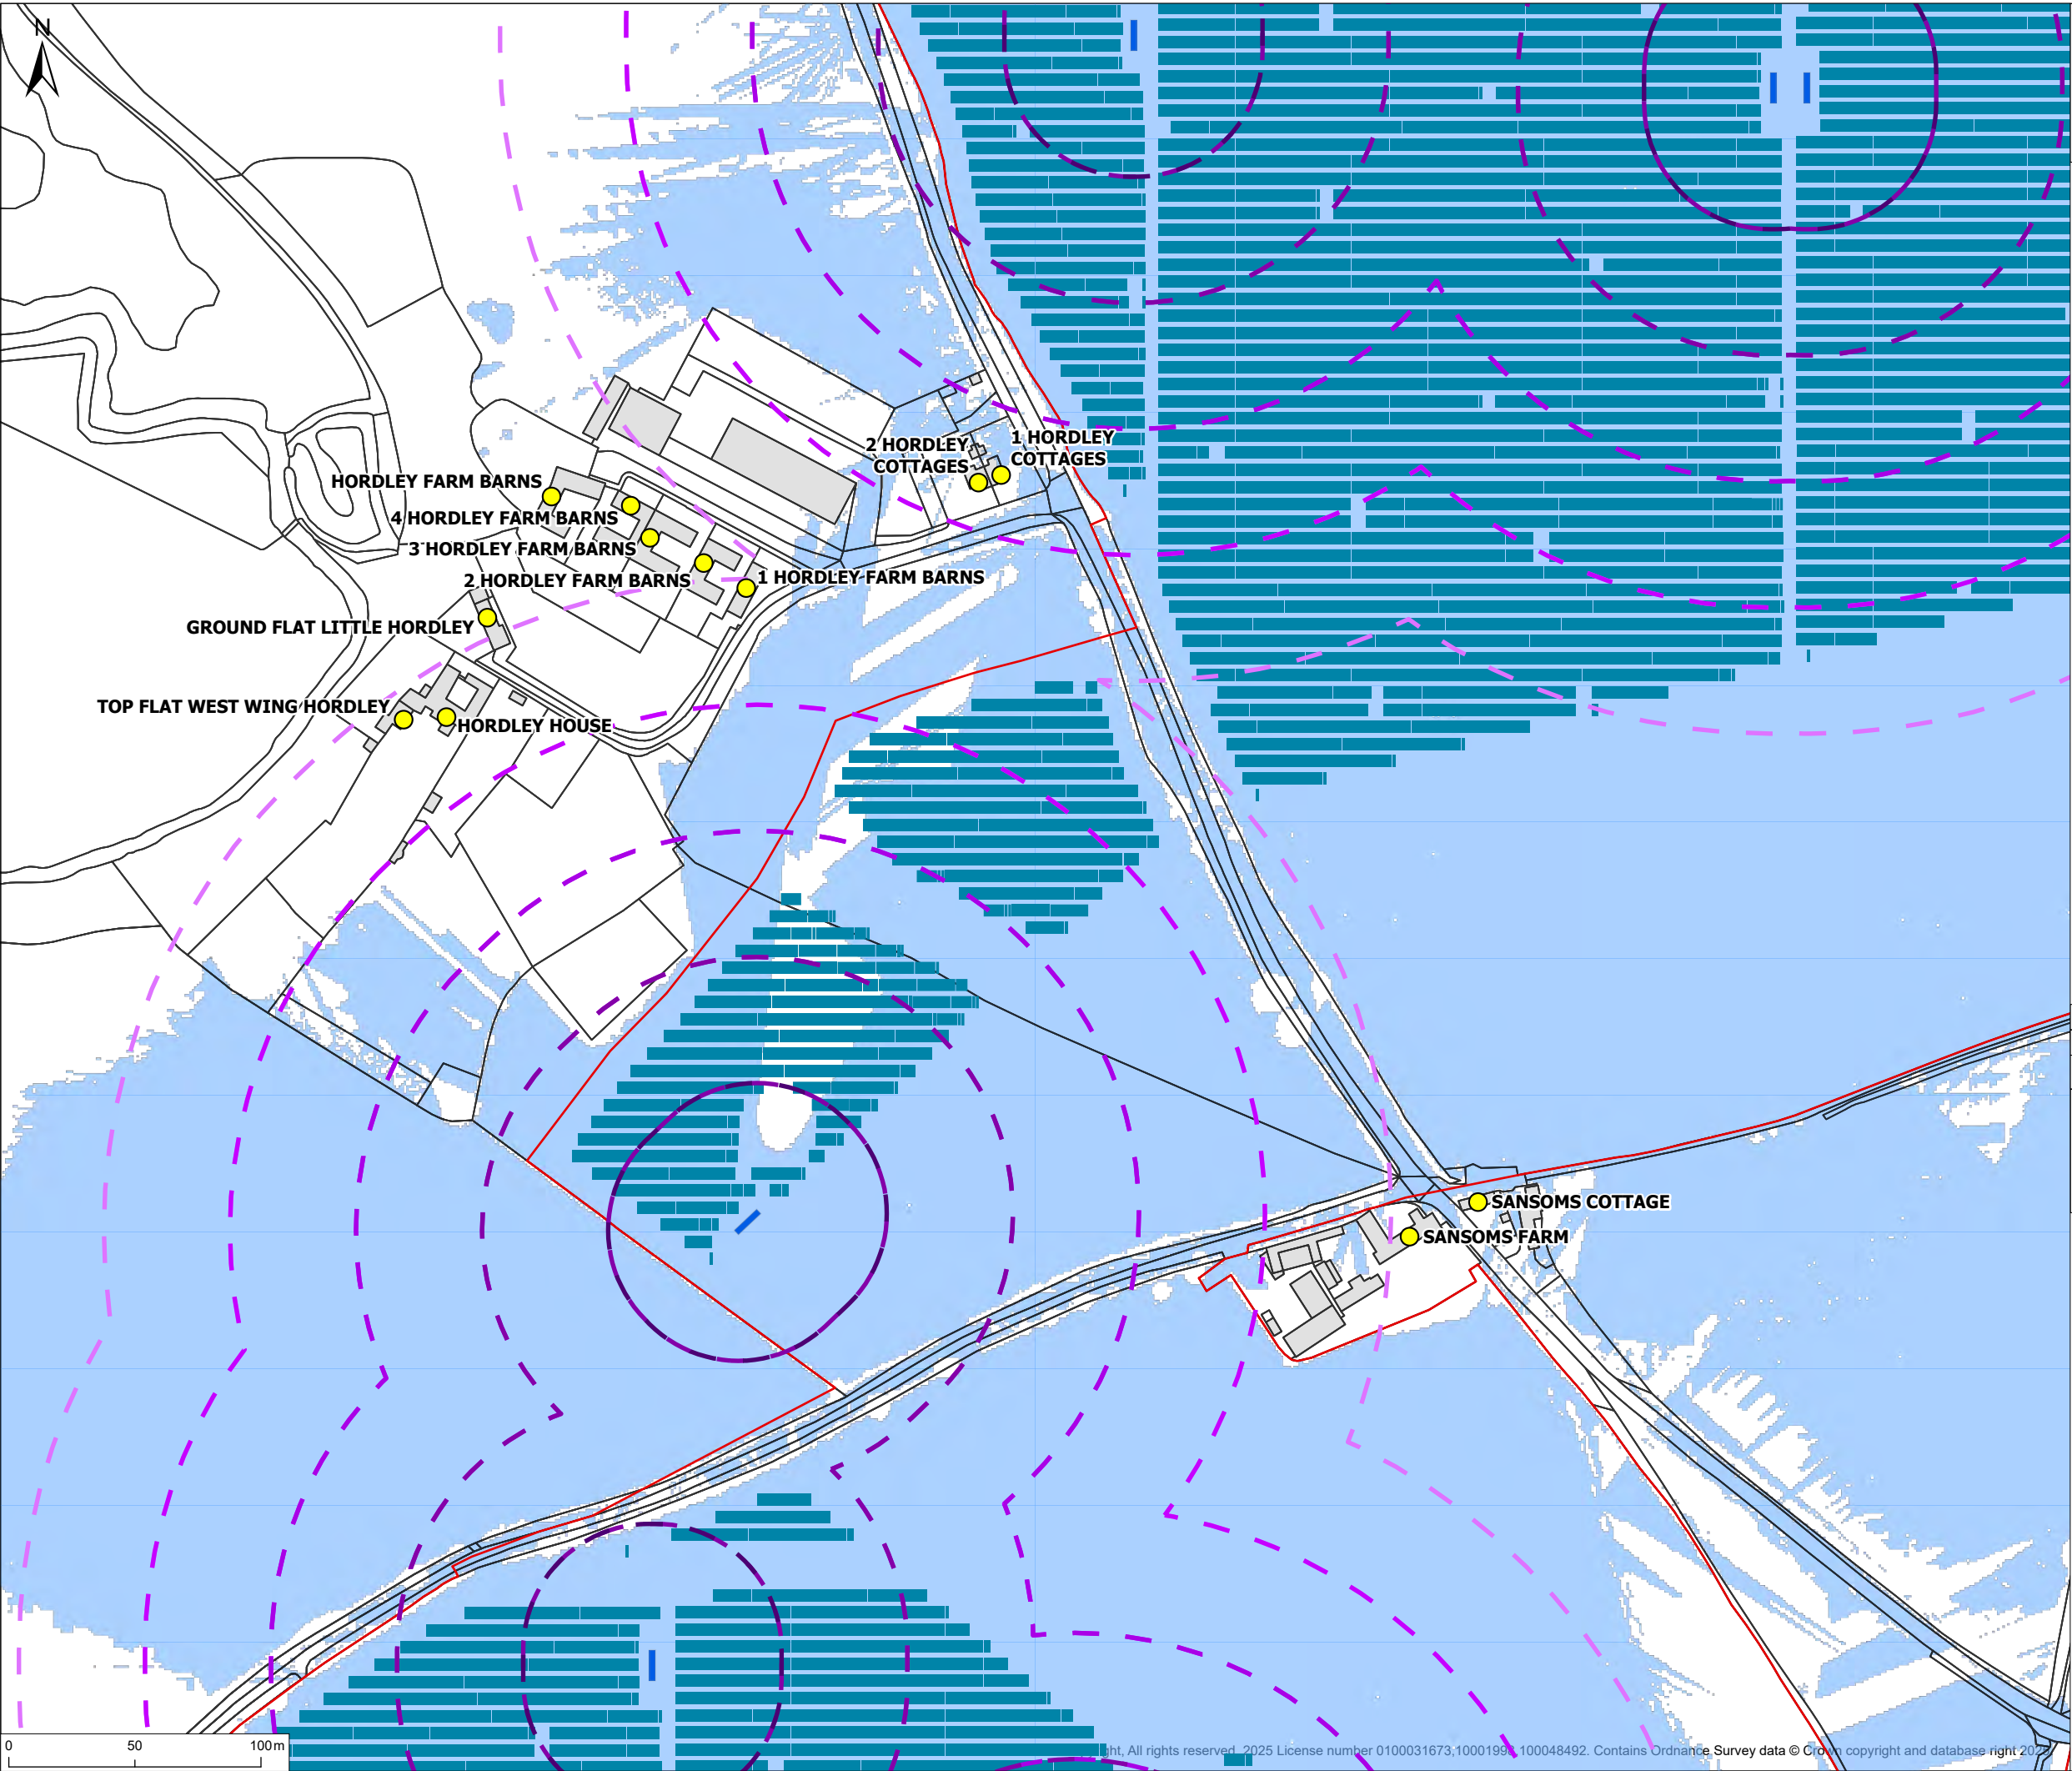 N
2 HORDLEY
COTTAGES
1 HORDLEY
COTTAGES
HORDLEY FARM BARNS
4 HORDLEY FARM BARNS
3 HORDLEY FARM BARNS
2 HORDLEY FARM BARNS
1 HORDLEY FARM BARNS
GROUND FLAT LITTLE HORDLEY
TOP FLAT WEST WING HORDLEY
HORDLEY HOUSE
SANSOMS COTTAGE
SANSOMS FARM
0 50 100 m
All rights reserved. 2025 License number 0100031673, 100048492. Contains Ordnance Survey data © Crown copyright and database right